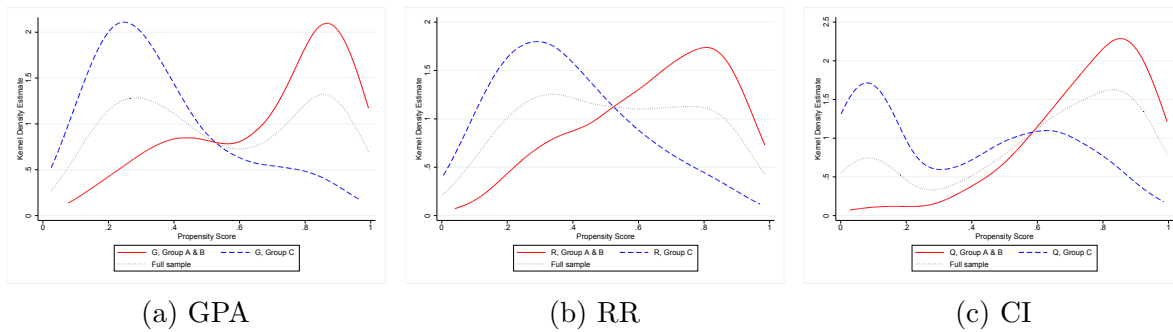 Kernel Density Estimate
0 .5 1 1.5 2
0 .2 .4 .6 .8 1
Propensity Score
G, Group A & B G, Group C
Full sample
(a) GPA
Kernel Density Estimate
0 .5 1 1.5 2
0 .2 .4 .6 .8 1
Propensity Score
R, Group A & B R, Group C
Full sample
(b) RR
Kernel Density Estimate
0 .5 1 1.5 2 2.5
0 .2 .4 .6 .8 1
Propensity Score
Q, Group A & B Q, Group C
Full sample
(c) CI